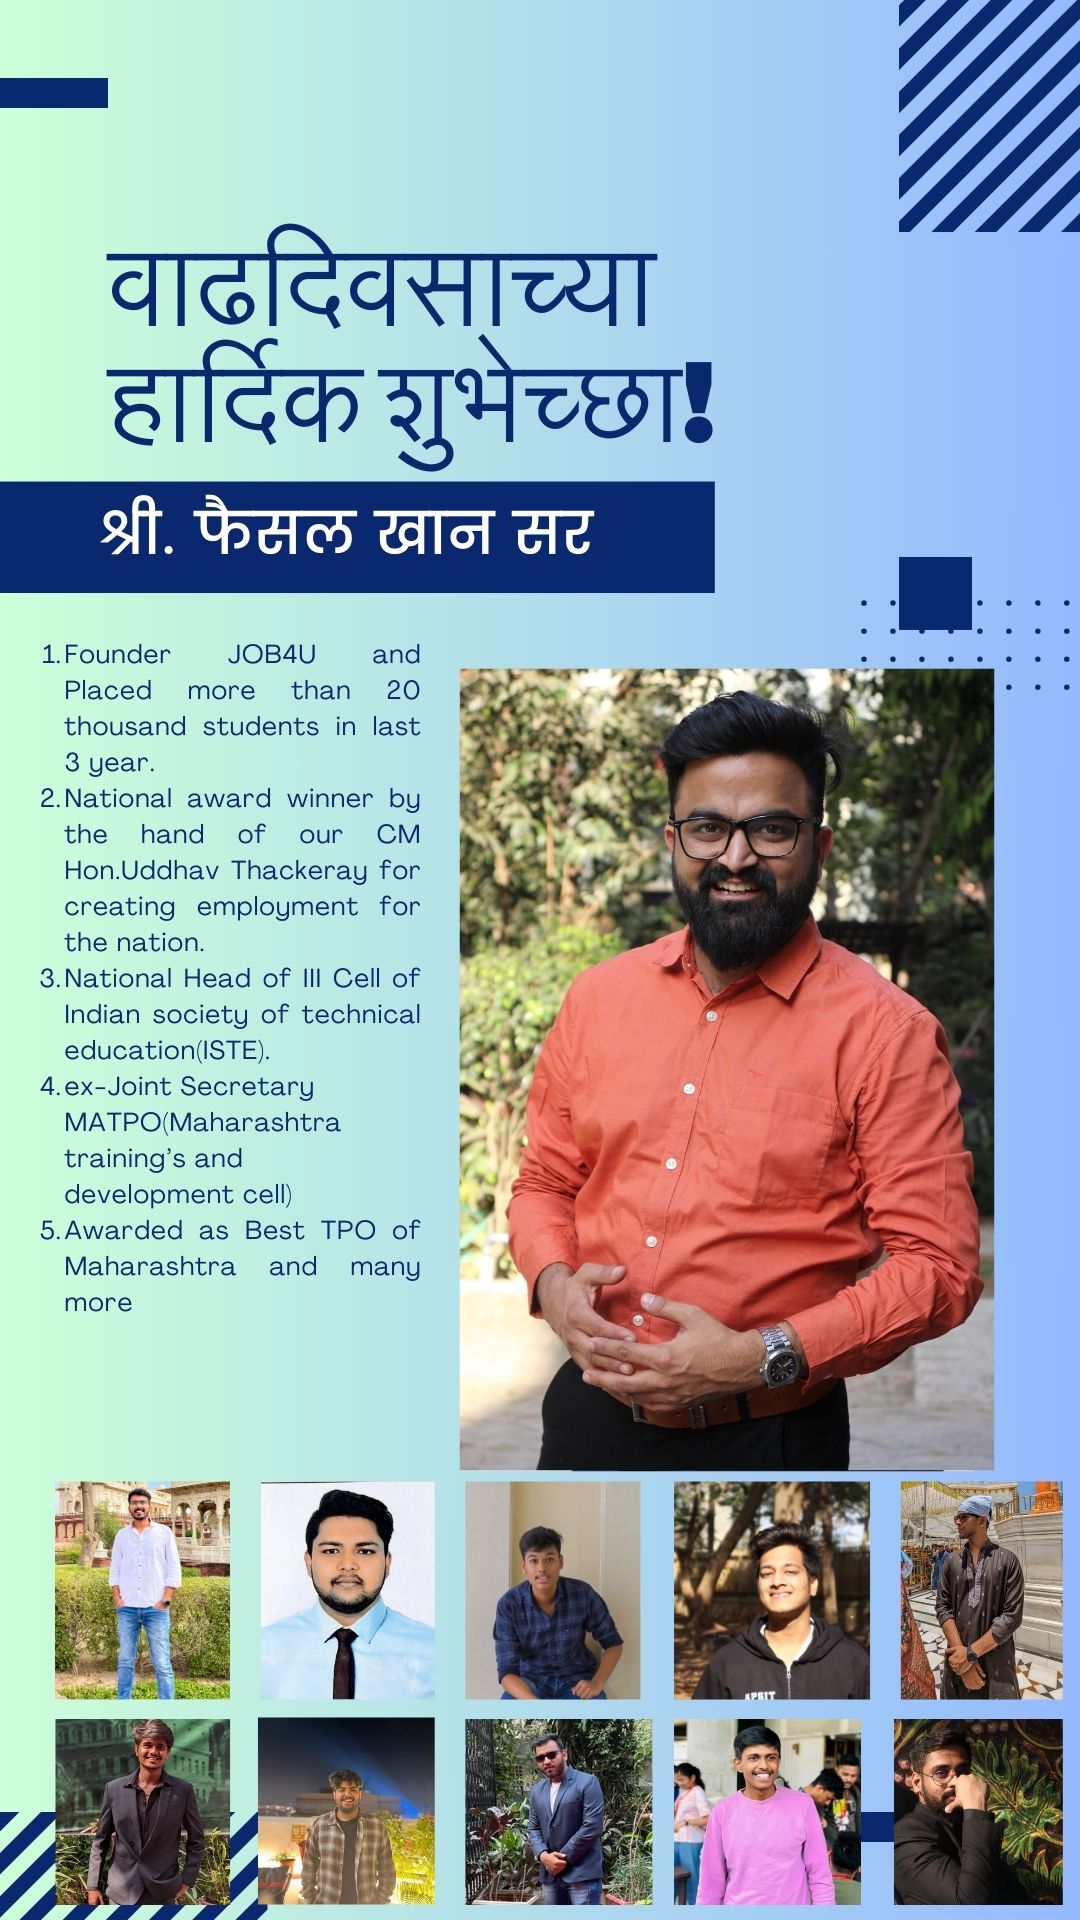 वाढदिवसाच्या
हार्दिक शुभेच्छा!
श्री. फैसल खान सर
1. Founder JOB4U and
Placed more than 20
thousand students in last
3 year.
2. National award winner by
the hand of our CM
Hon.Uddhav Thackeray for
creating employment for
the nation.
3. National Head of III Cell of
Indian society of technical
education(ISTE).
4. ex-Joint Secretary
MATPO(Maharashtra
training’s and
development cell)
5. Awarded as Best TPO of
Maharashtra and many
more
APSIT